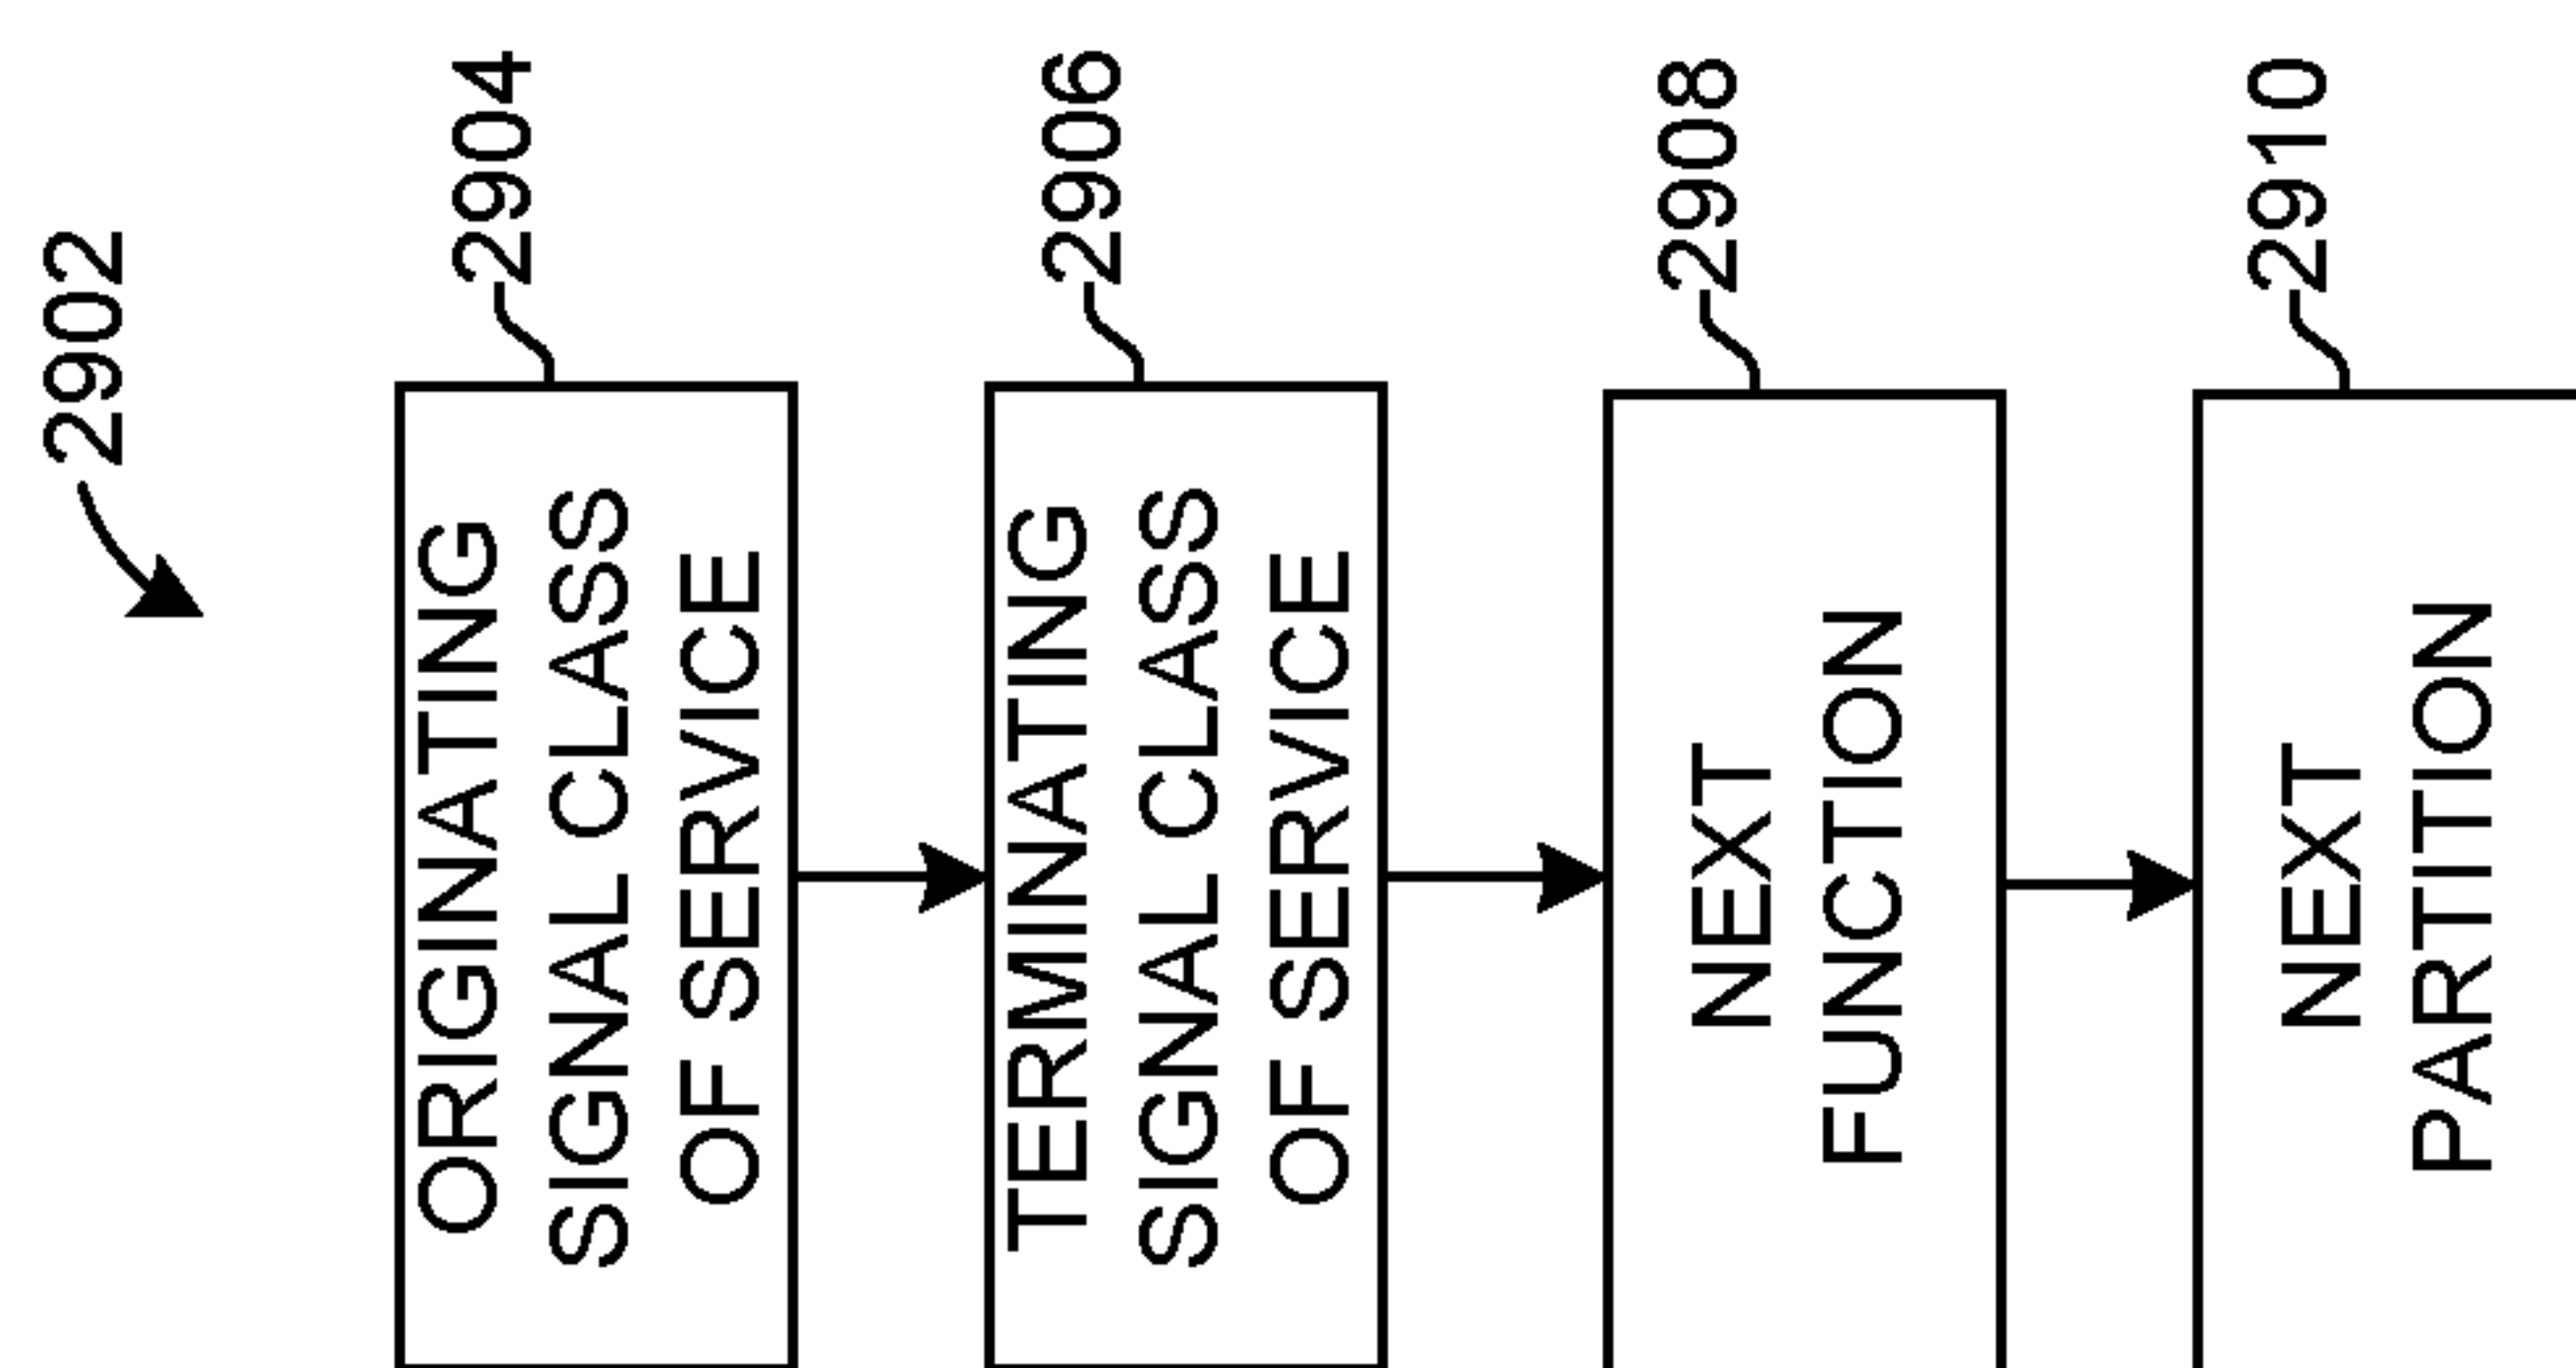 2902
ORIGINATING
SIGNAL CLASS
OF SERVICE
2904
TERMINATING
SIGNAL CLASS
OF SERVICE
2906
NEXT
FUNCTION
2908
NEXT
PARTITION
2910